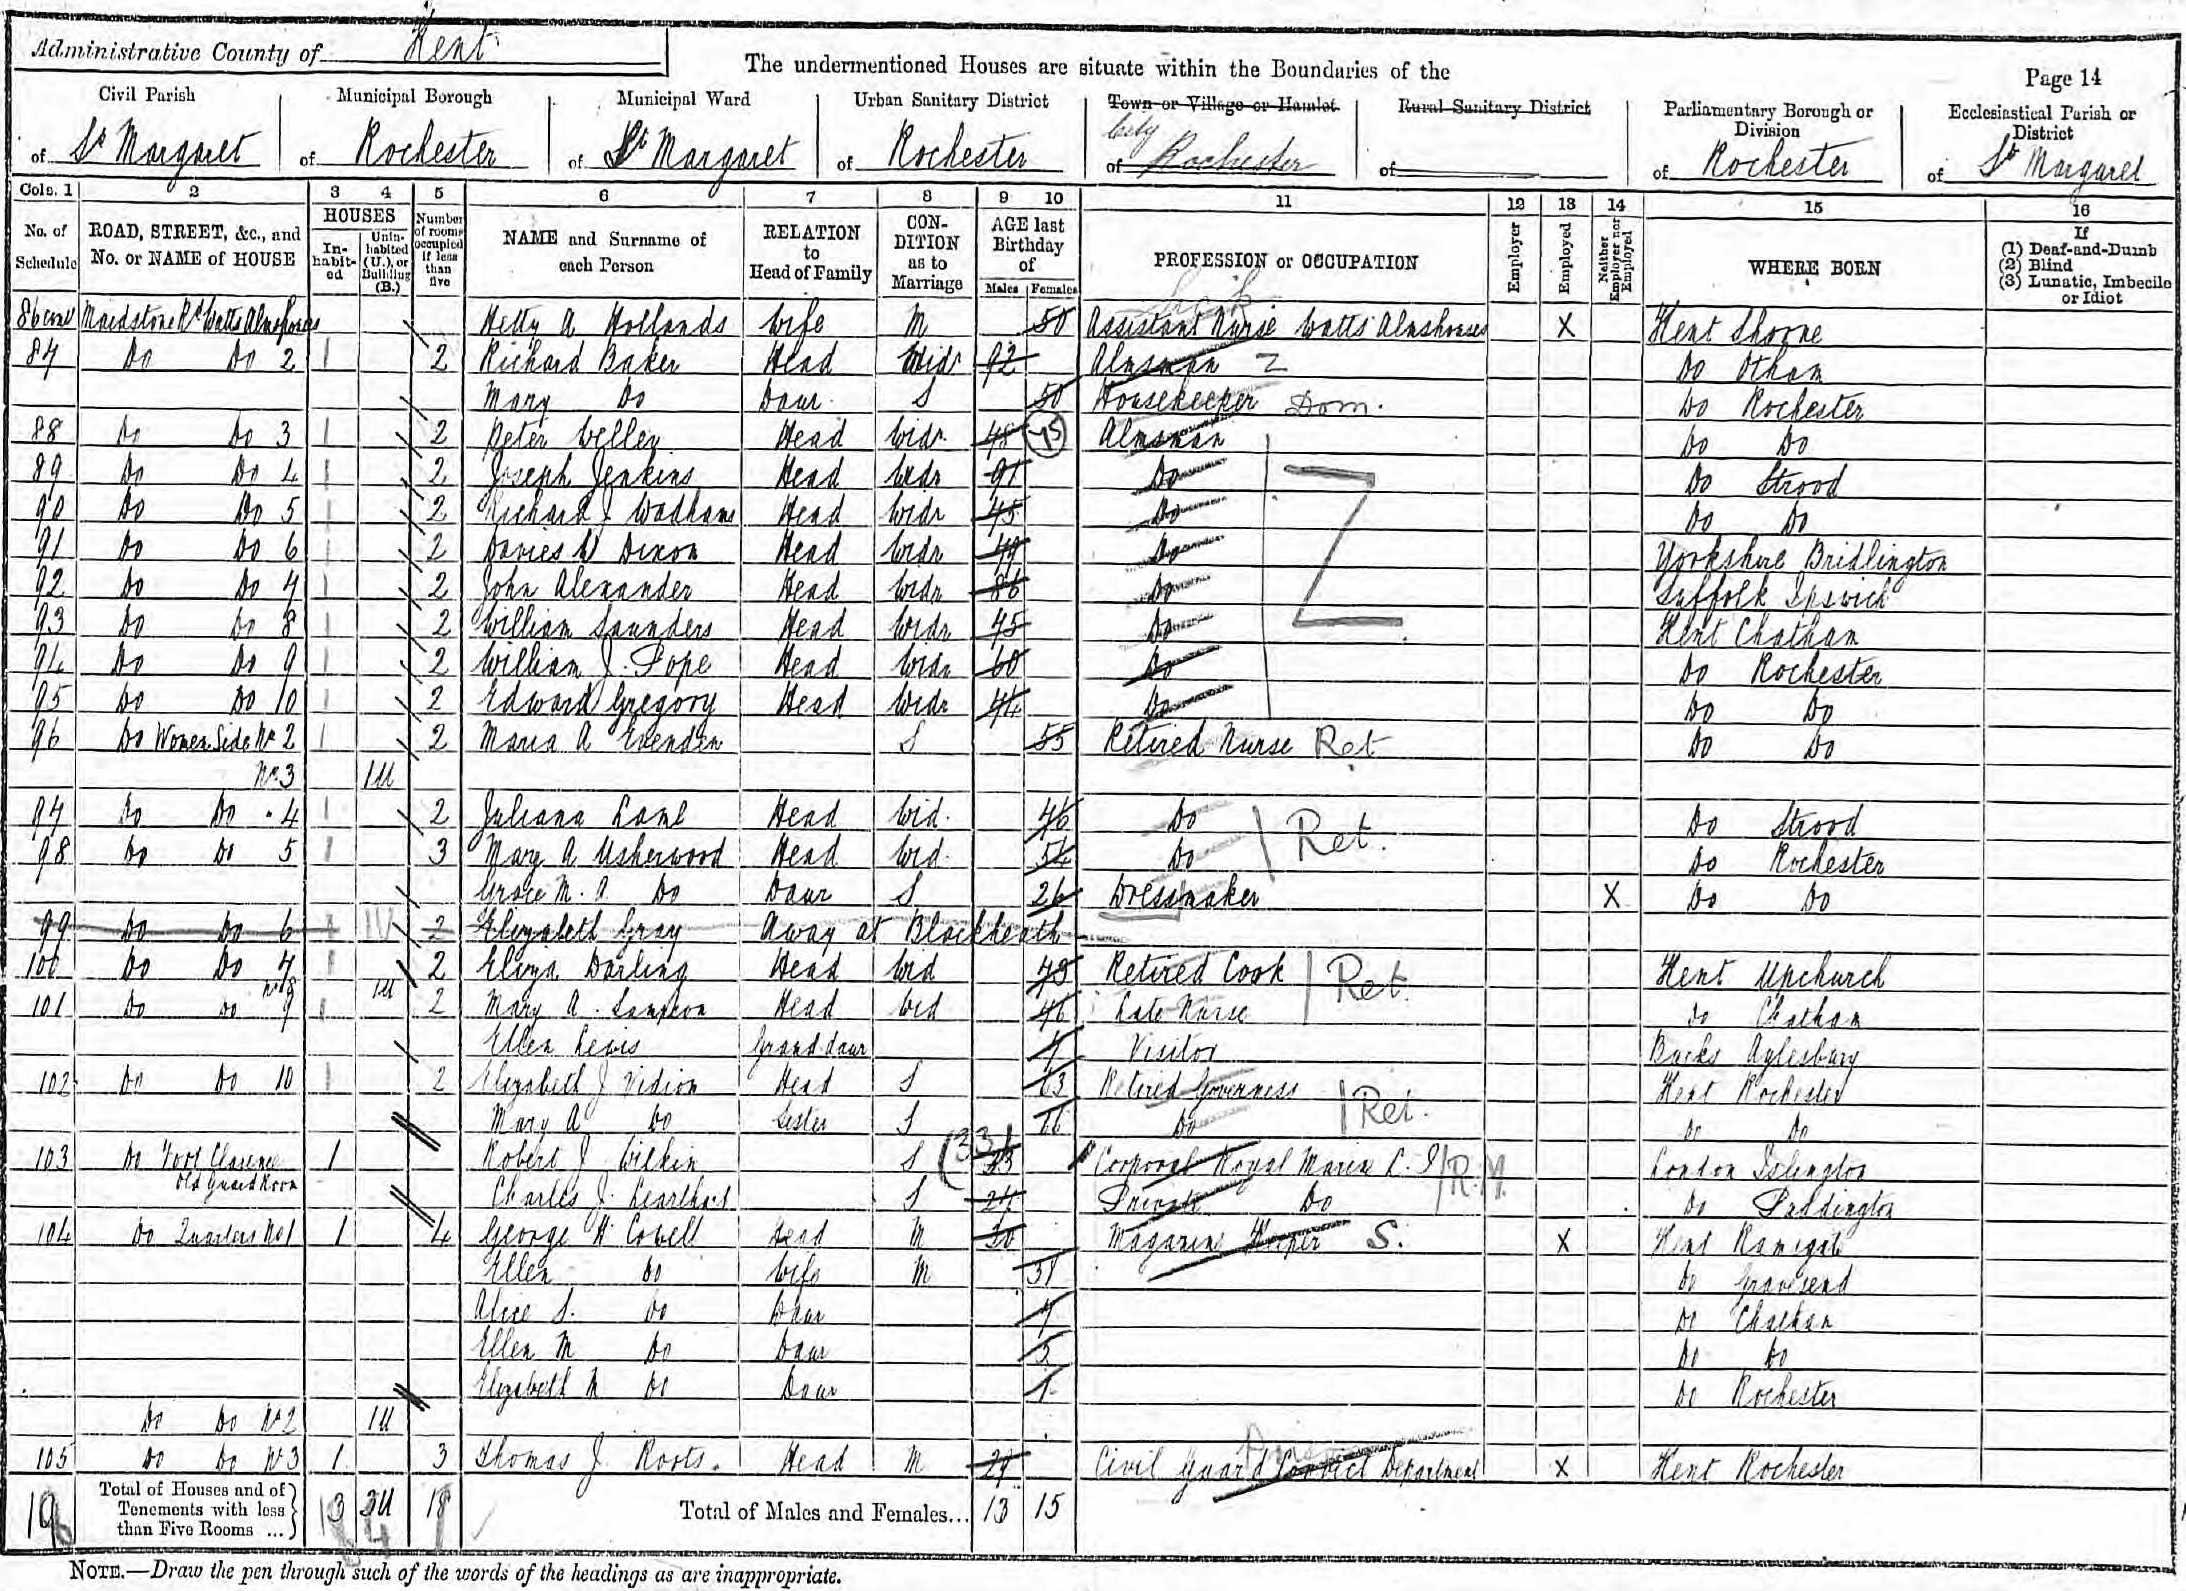 Administrative County of Kent
The undermentioned Houses are situate within the Boundaries of the
Page 14
Civil Parish of St Margaret
Municipal Borough of Rochester
Municipal Ward of St Margaret
Urban Sanitary District of Rochester
Town or Village or Hamlet City of Rochester
Rural Sanitary District of
Parliamentary Borough or Division of Rochester
Ecclesiastical Parish or District of St Margaret
Cols. 1 2 3 4 5 6 7 8 9 10 11 12 13 14 15 16
No. of Schedule
ROAD, STREET, &c., and No. or NAME of HOUSE
HOUSES
In-habit-ed
Unin-habited (U.), or Building (B.)
Number of rooms occupied if less than five
NAME and Surname of each Person
RELATION to Head of Family
CON-DITION as to Marriage
AGE last Birthday of
Males Females
PROFESSION or OCCUPATION
Employer
Employed
Neither Employer nor Employed
WHERE BORN
If
(1) Deaf-and-Dumb
(2) Blind
(3) Lunatic, Imbecile or Idiot
86 Maidstone Rd Watts Almshouses Hetty A Hollands Wife M 50 Assistant Nurse Watts Almshouses X Kent Shorne
87 Do Do 2 1 2 Richard Baker Head Widr 72 Almsman Do Otham
Mary Do Daur S 50 Housekeeper Dom. Do Rochester
88 Do Do 3 1 2 Peter Welley Head Widr 75 Almsman Do Do
89 Do Do 4 1 2 Joseph Jenkins Head Widr 71 Do Do Strood
90 Do Do 5 1 2 Richard J Wadhams Head Widr 75 Do Do Do
91 Do Do 6 1 2 Davies W Dixon Head Widr 79 Do Yorkshire Bridlington
92 Do Do 7 1 2 John Alexander Head Widr 86 Do Suffolk Ipswich
93 Do Do 8 1 2 William Saunders Head Widr 75 Do Kent Chatham
94 Do Do 9 1 2 William J. Pope Head Widr 60 Do Do Rochester
95 Do Do 10 1 2 Edward Gregory Head Widr 74 Do Do Do
96 Do Women Side No 2 1 2 Maria A Evenden S 55 Retired Nurse Ret Do Do
No 3 1U
97 Do Do 4 1 2 Juliana Lamb Head Wid. 76 Do Ret. Do Strood
98 Do Do 5 1 3 Mary A Usherwood Head Wid. 54 Do Do Rochester
Grace M. A Do Daur S 26 Dressmaker X Do Do
99 Do Do 6 2 Elizabeth Gray Away at Blackheath
100 Do Do 7 1 2 Eliza Darling Head Wid 73 Retired Cook Ret. Kent Upchurch
No 8 1U
101 Do Do 9 1 2 Mary A. Sampson Head Wid 76 Late Nurse Do Chatham
Ellen Lewis Grand daur 7 Visitor Bucks Aylesbury
102 Do Do 10 1 2 Elizabeth J Vidion Head S 63 Retired Governess Ret. Kent Rochester
Mary A Do Sister S 66 Do Do Do
103 Do Fort Clarence Old Guard Room 1 Robert J Wilkin S 33 Corporal Royal Marine L. I R.M. London Islington
Charles J. S 24 Private Do Do Paddington
104 Do Quarters No 1 1 4 George H Cowell Head M 30 Magazine Keeper S. X Kent Ramsgate
Ellen Do Wife M 31 Do Gravesend
Alice S. Do Daur 7 Do Chatham
Ellen M Do Daur 5 Do Do
Elizabeth M Do Daur 1 Do Rochester
Do Do No 2 1U
105 Do Do No 3 1 3 Thomas J Roots. Head M 29 Civil Guard Convict Department X Kent Rochester
19 Total of Houses and of Tenements with less than Five Rooms ... 3 3U 18 Total of Males and Females... 13 15
NOTE.—Draw the pen through such of the words of the headings as are inappropriate.